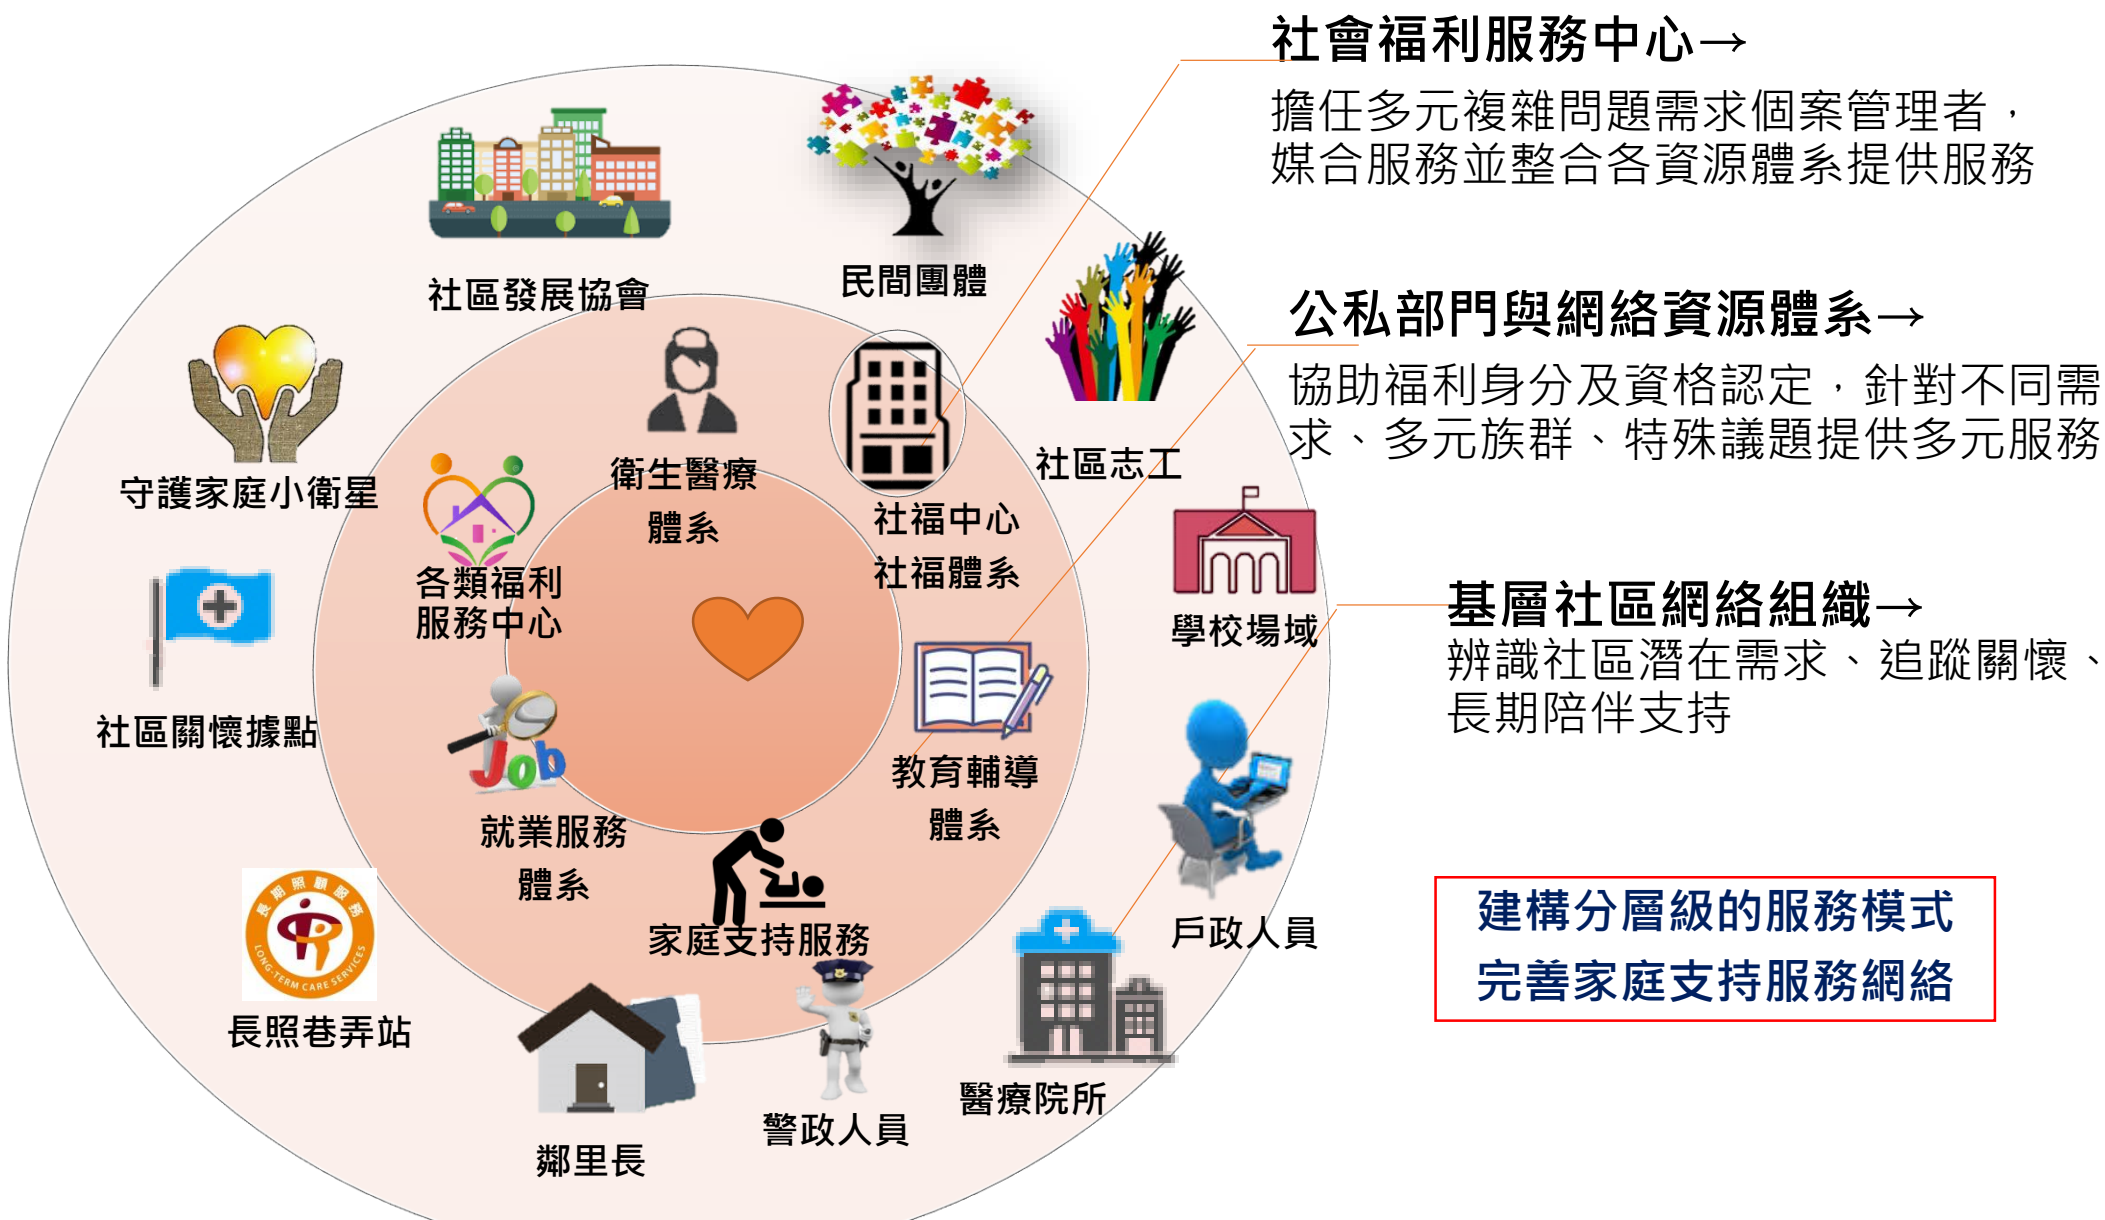 社會福利服務中心→
擔任多元複雜問題需求個案管理者，
媒合服務並整合各資源體系提供服務
公私部門與網絡資源體系→
協助福利身分及資格認定，針對不同需
求、多元族群、特殊議題提供多元服務
基層社區網絡組織→
辨識社區潛在需求、追蹤關懷、
長期陪伴支持
建構分層級的服務模式
完善家庭支持服務網絡
社區發展協會
民間團體
社區志工
守護家庭小衛星
衛生醫療
體系
社福中心
社福體系
各類福利
服務中心
學校場域
社區關懷據點
Job
教育輔導
體系
就業服務
體系
家庭支持服務
戶政人員
長期照顧服務
LONG-TERM CARE SERVICES
長照巷弄站
鄰里長
警政人員
醫療院所